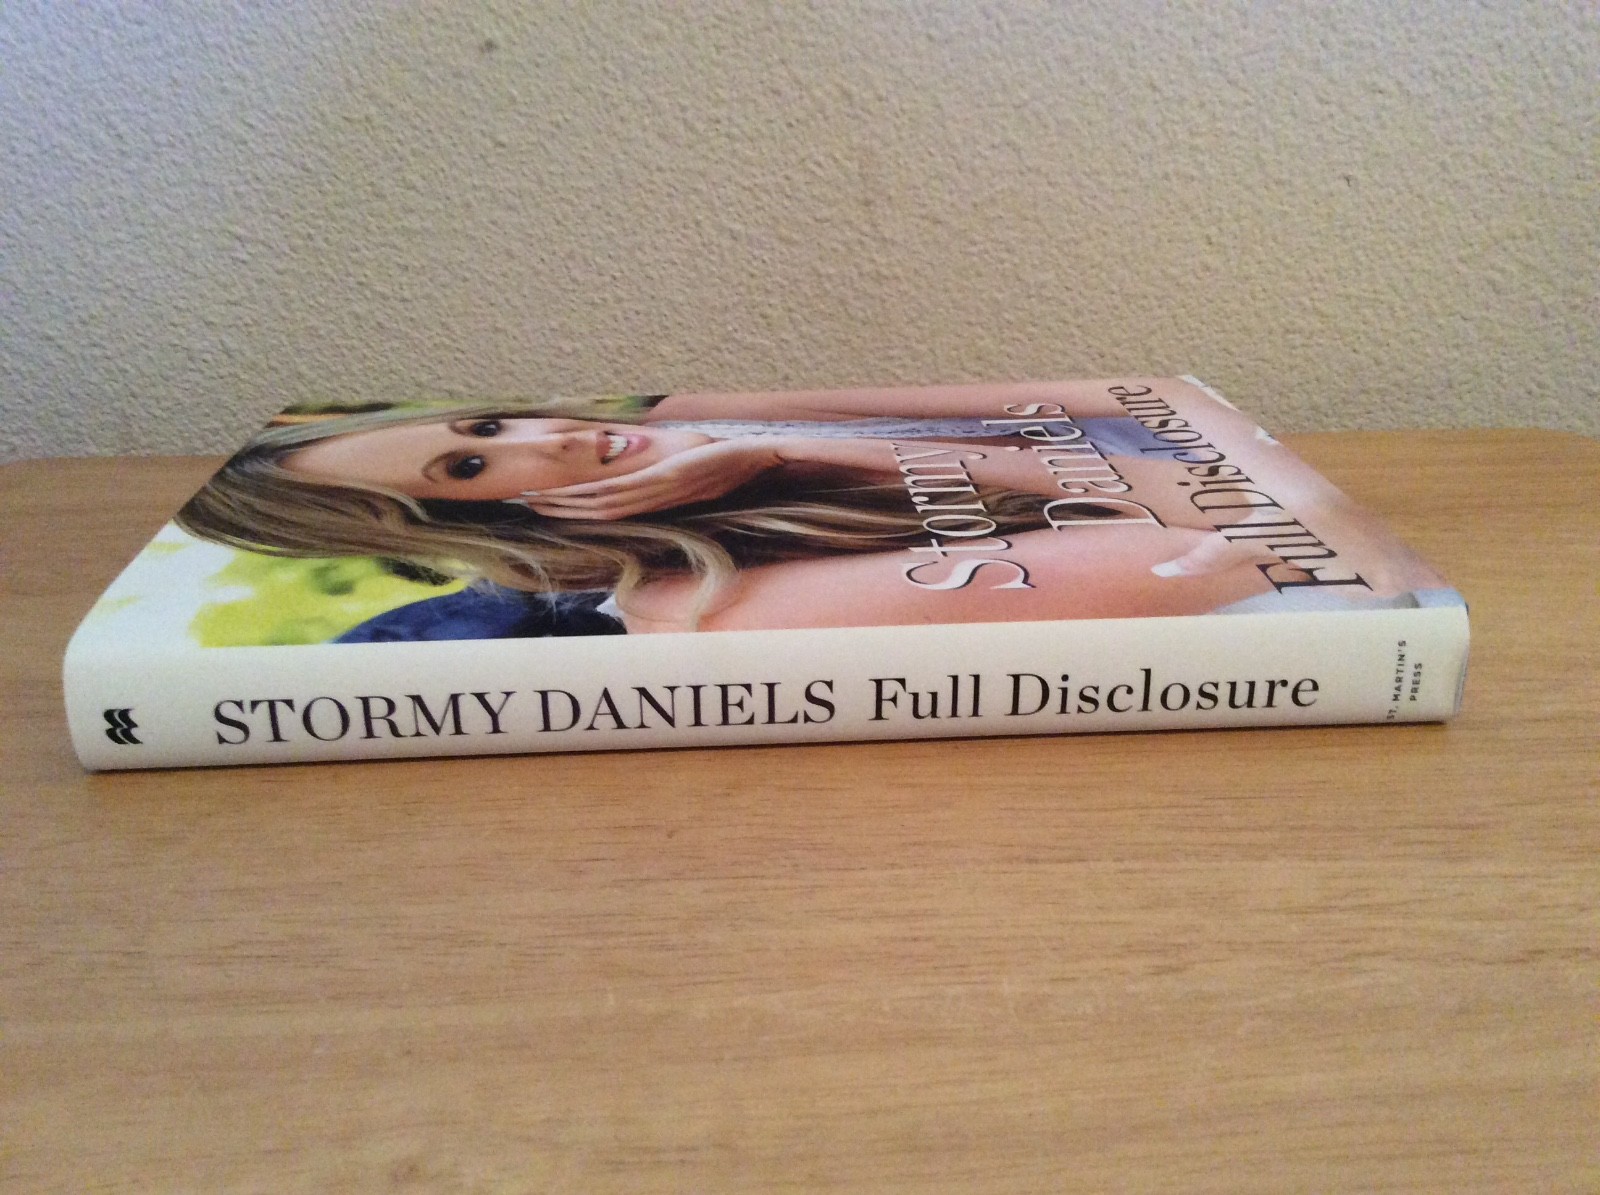 Stormy
Daniels
Full Disclosure
STORMY DANIELS Full Disclosure
ST. MARTIN'S
PRESS